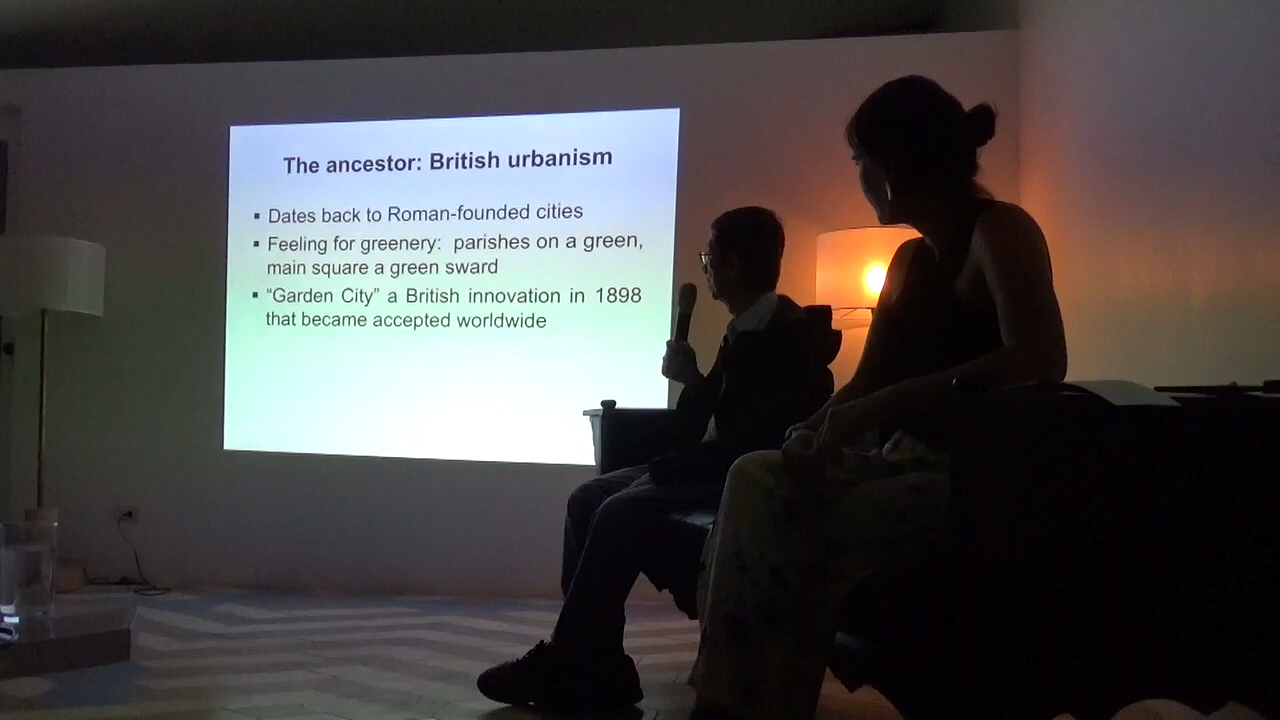 The ancestor: British urbanism
▪ Dates back to Roman-founded cities
▪ Feeling for greenery: parishes on a green,
main square a green sward
▪ “Garden City” a British innovation in 1898
that became accepted worldwide